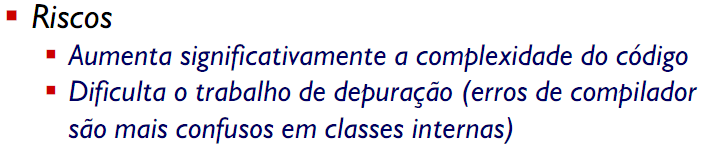 Riscos
Aumenta significativamente a complexidade do código
Dificulta o trabalho de depuração (erros de compilador
são mais confusos em classes internas)